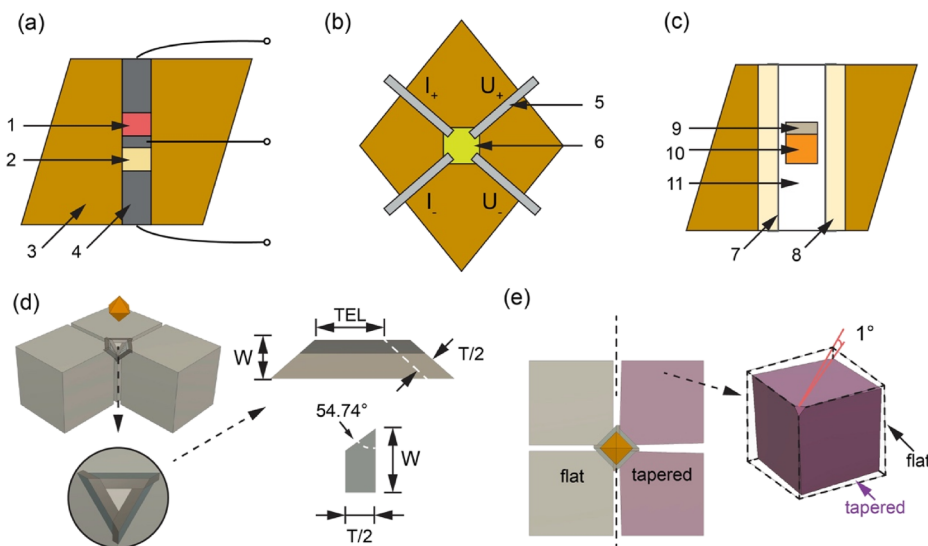 (a)
1
2
3
4
(b)
I+
U+
I-
U-
5
6
(c)
9
10
11
7
8
(d)
TEL
W
T/2
54.74°
W
T/2
(e)
flat
tapered
1°
flat
tapered